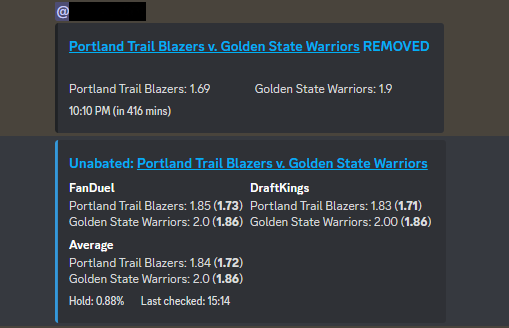 @
Portland Trail Blazers v. Golden State Warriors REMOVED
Portland Trail Blazers: 1.69 Golden State Warriors: 1.9
10:10 PM (in 416 mins)
Unabated: Portland Trail Blazers v. Golden State Warriors
FanDuel DraftKings
Portland Trail Blazers: 1.85 (1.73) Portland Trail Blazers: 1.83 (1.71)
Golden State Warriors: 2.0 (1.86) Golden State Warriors: 2.00 (1.86)
Average
Portland Trail Blazers: 1.84 (1.72)
Golden State Warriors: 2.0 (1.86)
Hold: 0.88% Last checked: 15:14